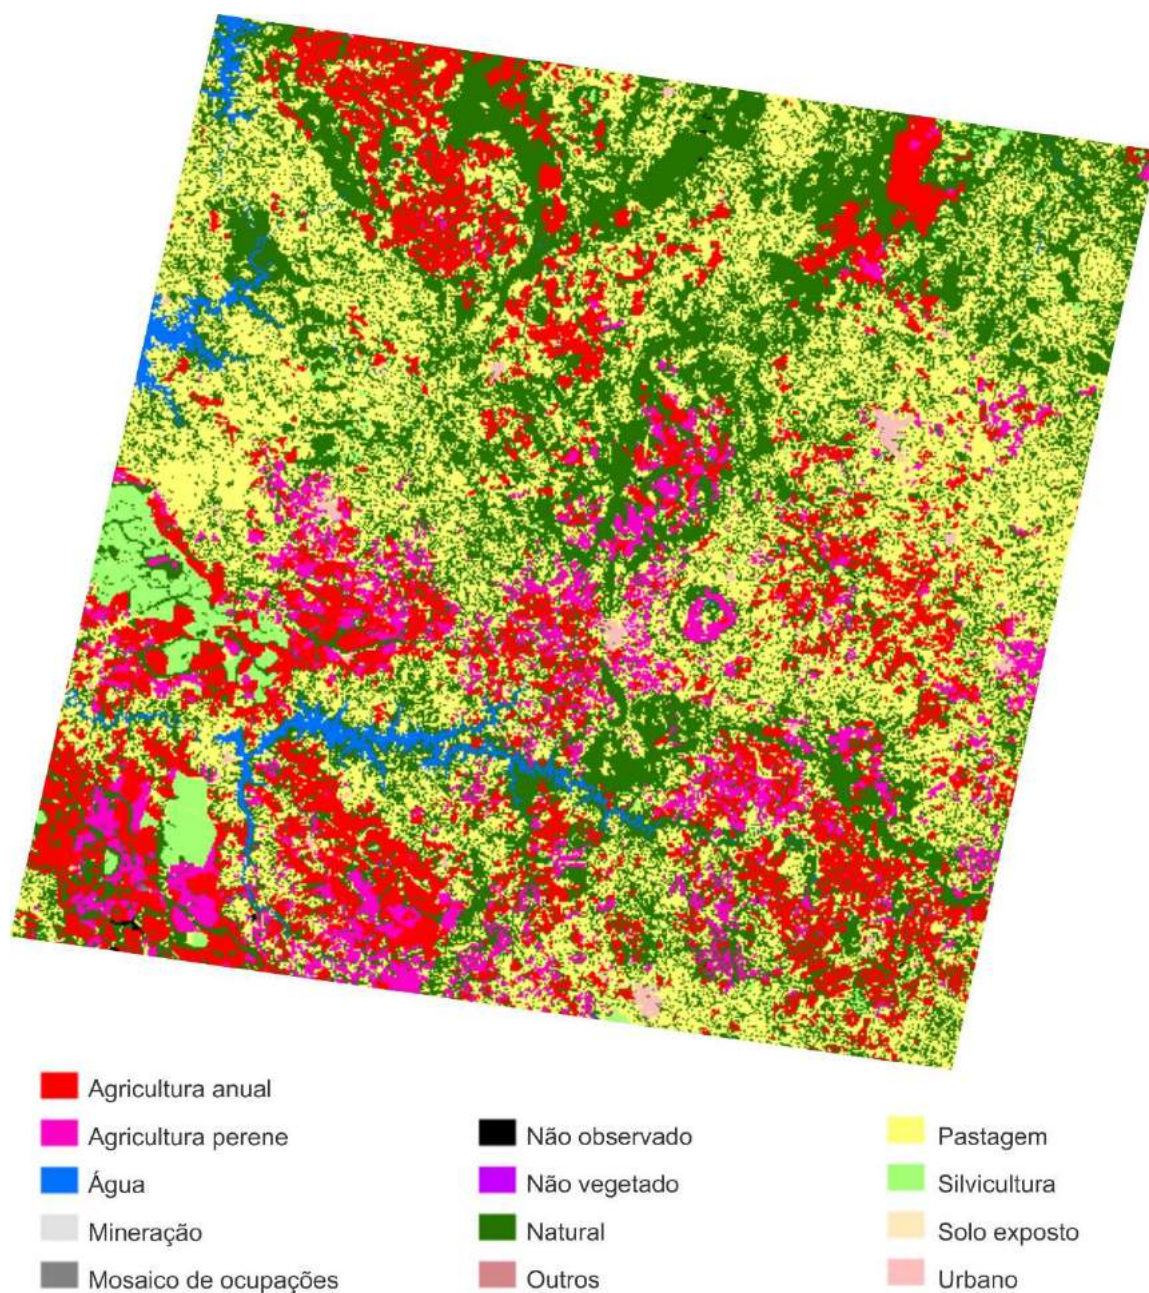 Agricultura anual
Agricultura perene
Água
Mineração
Mosaico de ocupações
Não observado
Não vegetado
Natural
Outros
Pastagem
Silvicultura
Solo exposto
Urbano